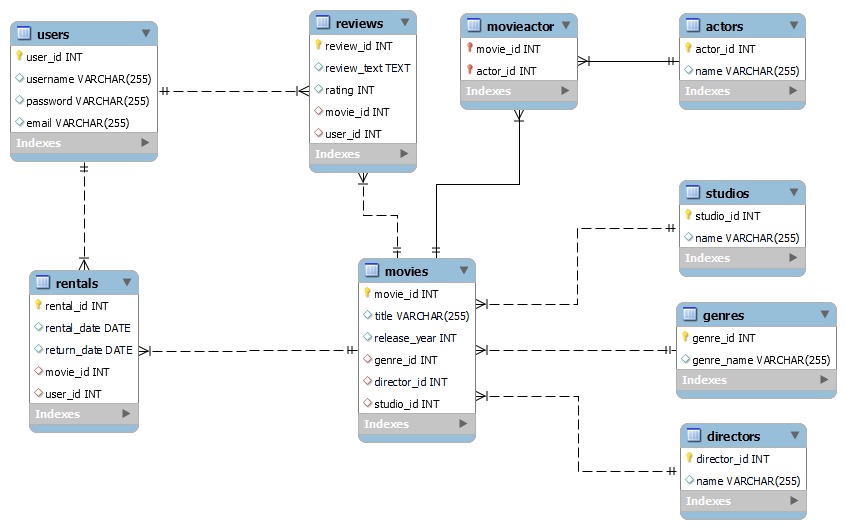 users
user_id INT
username VARCHAR(255)
password VARCHAR(255)
email VARCHAR(255)
Indexes
reviews
review_id INT
review_text TEXT
rating INT
movie_id INT
user_id INT
Indexes
movieactor
movie_id INT
actor_id INT
Indexes
actors
actor_id INT
name VARCHAR(255)
Indexes
studios
studio_id INT
name VARCHAR(255)
Indexes
rentals
rental_id INT
rental_date DATE
return_date DATE
movie_id INT
user_id INT
Indexes
movies
movie_id INT
title VARCHAR(255)
release_year INT
genre_id INT
director_id INT
studio_id INT
Indexes
genres
genre_id INT
genre_name VARCHAR(255)
Indexes
directors
director_id INT
name VARCHAR(255)
Indexes